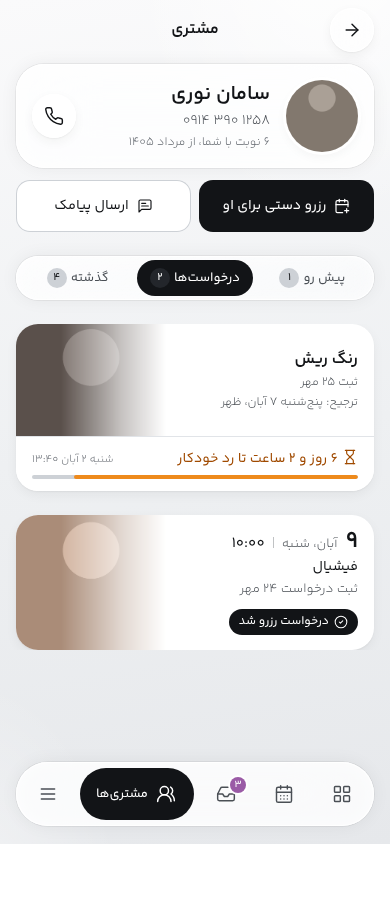 مشتری
سامان نوری
۰۹۱۴ ۳۹۰ ۱۲۵۸
۶ نوبت با شما، از مرداد ۱۴۰۵
رزرو دستی برای او
ارسال پیامک
پیش رو ۱
درخواست‌ها ۲
گذشته ۴
رنگ ریش
ثبت ۲۵ مهر
ترجیح: پنج‌شنبه ۷ آبان، ظهر
۶ روز و ۲ ساعت تا رد خودکار
شنبه ۲ آبان ۱۳:۴۰
۹ آبان، شنبه | ۱۰:۰۰
فیشیال
ثبت درخواست ۲۴ مهر
درخواست رزرو شد
۳
مشتری‌ها